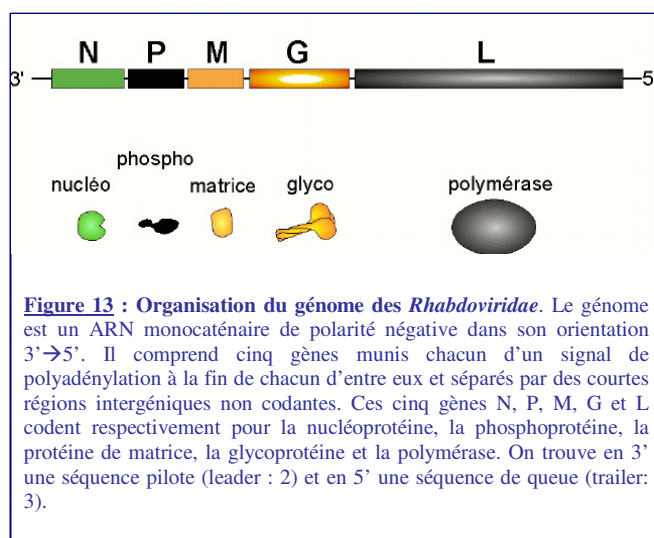 N P M G L
3' 5
phospho
nucléo matrice glyco polymérase
Figure 13 : Organisation du génome des Rhabdoviridae. Le génome
est un ARN monocaténaire de polarité négative dans son orientation
3’→5’. Il comprend cinq gènes munis chacun d’un signal de
polyadénylation à la fin de chacun d’entre eux et séparés par des courtes
régions intergéniques non codantes. Ces cinq gènes N, P, M, G et L
codent respectivement pour la nucléoprotéine, la phosphoprotéine, la
protéine de matrice, la glycoprotéine et la polymérase. On trouve en 3’
une séquence pilote (leader : 2) et en 5’ une séquence de queue (trailer:
3).